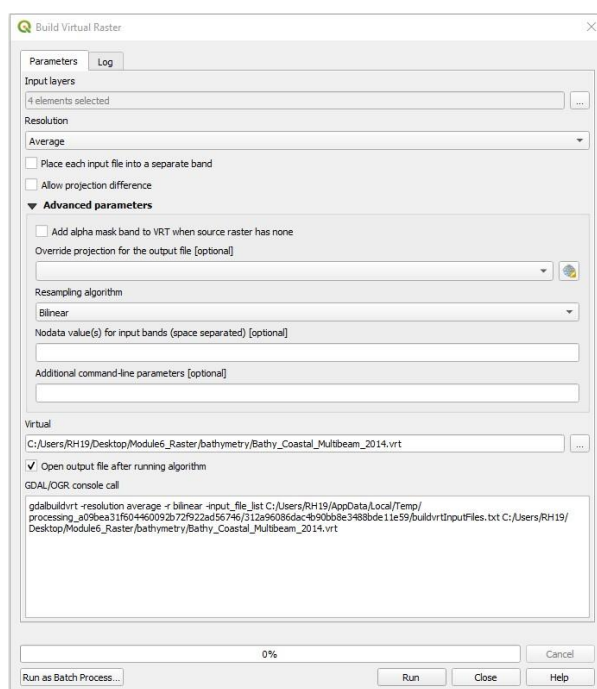 Build Virtual Raster
Parameters Log
Input layers
4 elements selected ...
Resolution
Average
Place each input file into a separate band
Allow projection difference
Advanced parameters
Add alpha mask band to VRT when source raster has none
Override projection for the output file [optional]
Resampling algorithm
Bilinear
Nodata value(s) for input bands (space separated) [optional]
Additional command-line parameters [optional]
Virtual
C:/Users/RH19/Desktop/Module6_Raster/bathymetry/Bathy_Coastal_Multibeam_2014.vrt ...
Open output file after running algorithm
GDAL/OGR console call
gdalbuildvrt -resolution average -r bilinear -input_file_list C:/Users/RH19/AppData/Local/Temp/
processing_a09bea31f604460092b72f922ad56746/312a96086dac4b90bb8e3488bde11e59/buildvrtInputFiles.txt C:/Users/RH19/
Desktop/Module6_Raster/bathymetry/Bathy_Coastal_Multibeam_2014.vrt
0% Cancel
Run as Batch Process... Run Close Help